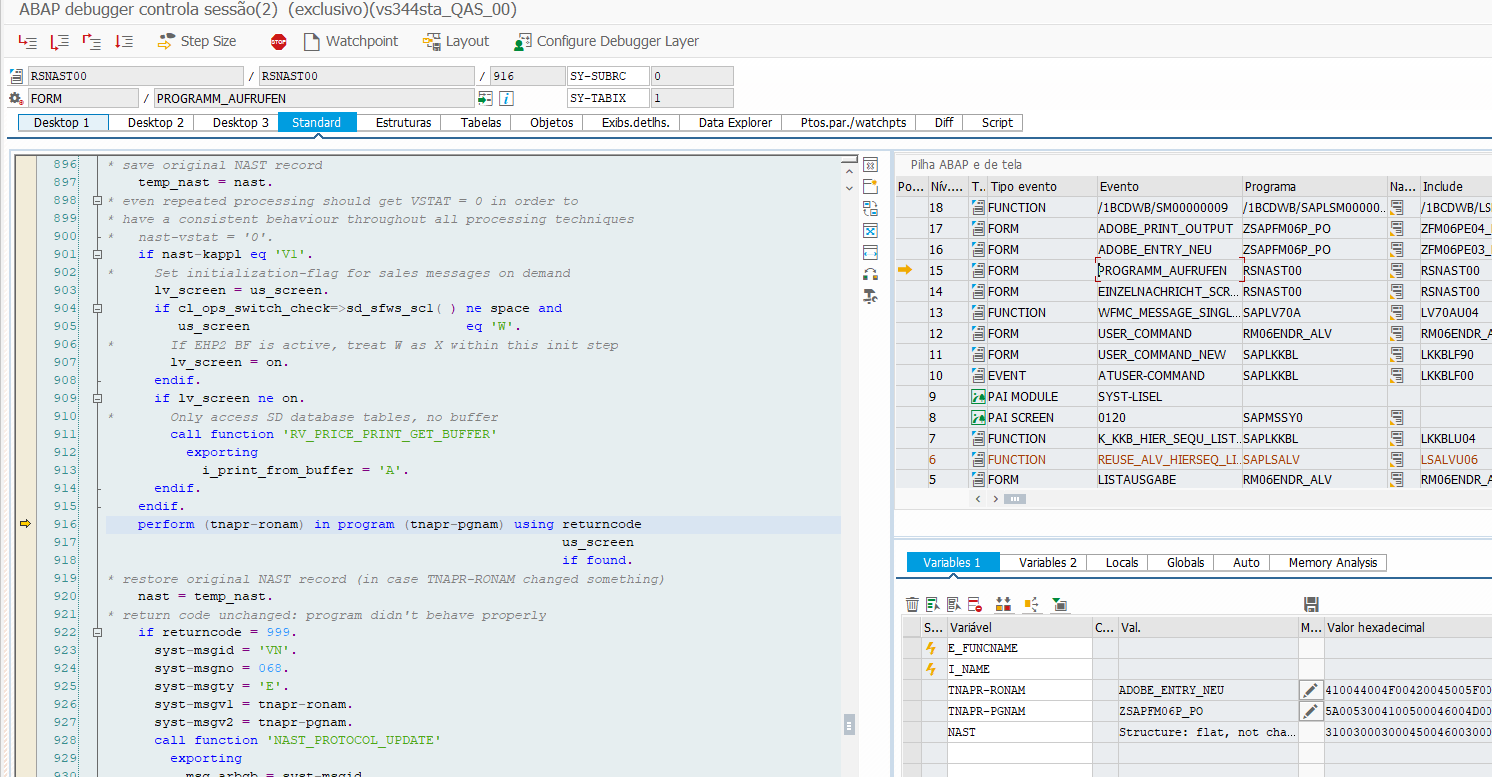 ABAP debugger controla sessão(2)  (exclusivo)(vs344sta_QAS_00)
Step Size STOP Watchpoint Layout Configure Debugger Layer
RSNAST00 / RSNAST00 / 916 SY-SUBRC 0
FORM / PROGRAMM_AUFRUFEN SY-TABIX 1
Desktop 1 Desktop 2 Desktop 3 Standard Estruturas Tabelas Objetos Exibs.detlhs. Data Explorer Ptos.par./watchpts Diff Script
896 * save original NAST record
897 temp_nast = nast.
898 * even repeated processing should get VSTAT = 0 in order to
899 * have a consistent behaviour throughout all processing techniques
900 * nast-vstat = '0'.
901 if nast-kappl eq 'V1'.
902 * Set initialization-flag for sales messages on demand
903 lv_screen = us_screen.
904 if cl_ops_switch_check=>sd_sfws_scl( ) ne space and
905 us_screen eq 'W'.
906 * If EHP2 BF is active, treat W as X within this init step
907 lv_screen = on.
908 endif.
909 if lv_screen ne on.
910 * Only access SD database tables, no buffer
911 call function 'RV_PRICE_PRINT_GET_BUFFER'
912 exporting
913 i_print_from_buffer = 'A'.
914 endif.
915 endif.
916 perform (tnapr-ronam) in program (tnapr-pgnam) using returncode
917 us_screen
918 if found.
919 * restore original NAST record (in case TNAPR-RONAM changed something)
920 nast = temp_nast.
921 * return code unchanged: program didn't behave properly
922 if returncode = 999.
923 syst-msgid = 'VN'.
924 syst-msgno = 068.
925 syst-msgty = 'E'.
926 syst-msgv1 = tnapr-ronam.
927 syst-msgv2 = tnapr-pgnam.
928 call function 'NAST_PROTOCOL_UPDATE'
929 exporting
930 msg_arbgb = syst-msgid
Pilha ABAP e de tela
Po... Nív.... T.. Tipo evento Evento Programa Na... Include
18 FUNCTION /1BCDWB/SM00000009 /1BCDWB/SAPLSM00000... /1BCDWB/LS
17 FORM ADOBE_PRINT_OUTPUT ZSAPFM06P_PO ZFM06PE04_
16 FORM ADOBE_ENTRY_NEU ZSAPFM06P_PO ZFM06PE03_
15 FORM PROGRAMM_AUFRUFEN RSNAST00 RSNAST00
14 FORM EINZELNACHRICHT_SCR... RSNAST00 RSNAST00
13 FUNCTION WFMC_MESSAGE_SINGL... SAPLV70A LV70AU04
12 FORM USER_COMMAND RM06ENDR_ALV RM06ENDR_A
11 FORM USER_COMMAND_NEW SAPLKKBL LKKBLF90
10 EVENT ATUSER-COMMAND SAPLKKBL LKKBLF00
9 PAI MODULE SYST-LISEL
8 PAI SCREEN 0120 SAPMSSY0
7 FUNCTION K_KKB_HIER_SEQU_LIST... SAPLKKBL LKKBLU04
6 FUNCTION REUSE_ALV_HIERSEQ_LI... SAPLSALV LSALVU06
5 FORM LISTAUSGABE RM06ENDR_ALV RM06ENDR_A
Variables 1 Variables 2 Locals Globals Auto Memory Analysis
S... Variável C... Val. M... Valor hexadecimal
E_FUNCNAME
I_NAME
TNAPR-RONAM ADOBE_ENTRY_NEU 410044004F00420045005F00
TNAPR-PGNAM ZSAPFM06P_PO 5A0053004100500046004D00
NAST Structure: flat, not cha... 310030003000450046003000